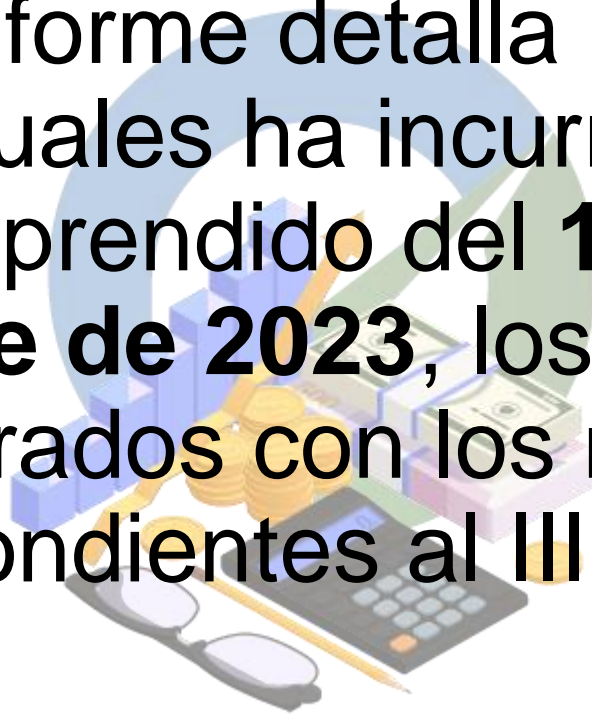 forme detalla
uales ha incurr
prendido del 1
e de 2023, los
rados con los
ondientes al III